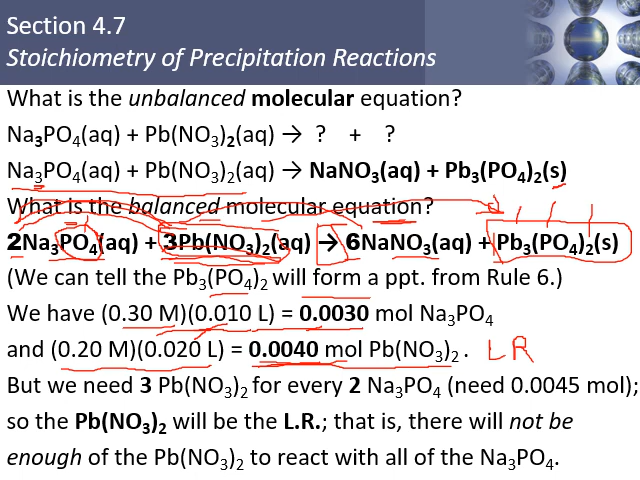 Section 4.7
Stoichiometry of Precipitation Reactions
What is the unbalanced molecular equation?
Na₃PO₄(aq) + Pb(NO₃)₂(aq) → ? + ?
Na₃PO₄(aq) + Pb(NO₃)₂(aq) → NaNO₃(aq) + Pb₃(PO₄)₂(s)
What is the balanced molecular equation?
2Na₃PO₄(aq) + 3Pb(NO₃)₂(aq) → 6NaNO₃(aq) + Pb₃(PO₄)₂(s)
(We can tell the Pb₃(PO₄)₂ will form a ppt. from Rule 6.)
We have (0.30 M)(0.010 L) = 0.0030 mol Na₃PO₄
and (0.20 M)(0.020 L) = 0.0040 mol Pb(NO₃)₂ . LR
But we need 3 Pb(NO₃)₂ for every 2 Na₃PO₄ (need 0.0045 mol);
so the Pb(NO₃)₂ will be the L.R.; that is, there will not be
enough of the Pb(NO₃)₂ to react with all of the Na₃PO₄.